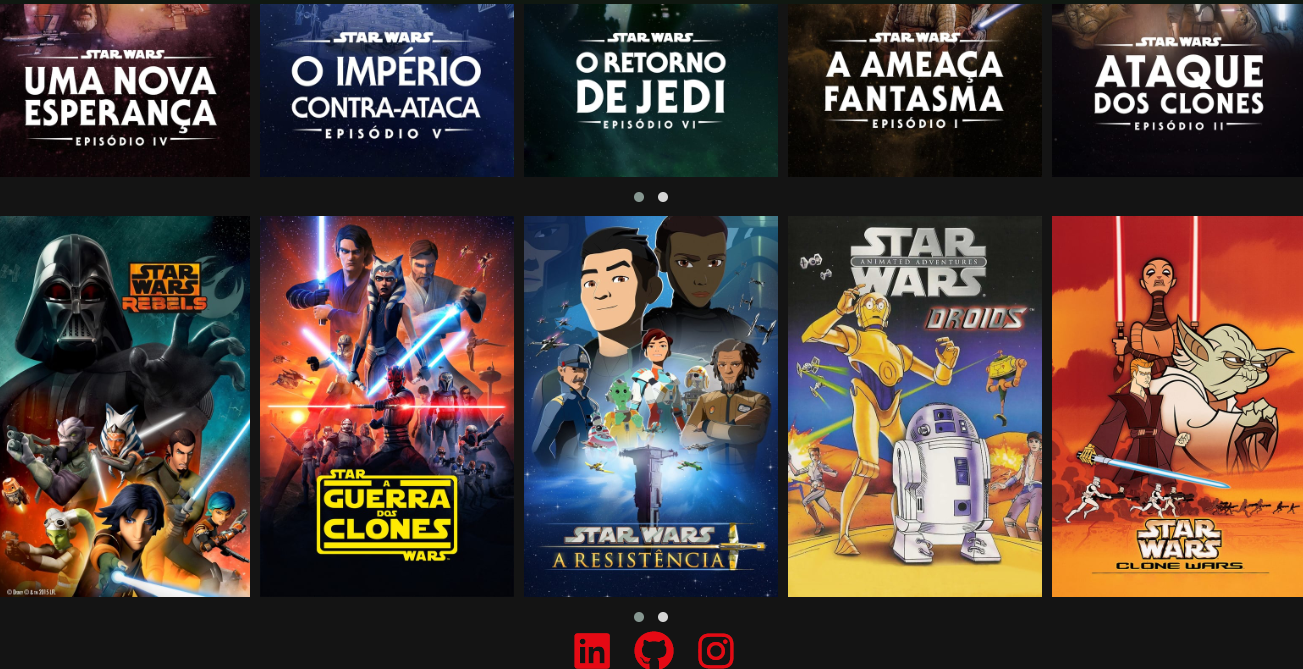 STAR WARS
UMA NOVA
ESPERANÇA
EPISÓDIO IV
STAR WARS
O IMPÉRIO
CONTRA-ATACA
EPISÓDIO V
STAR WARS
O RETORNO
DE JEDI
EPISÓDIO VI
STAR WARS
A AMEAÇA
FANTASMA
EPISÓDIO I
STAR WARS
ATAQUE
DOS CLONES
EPISÓDIO II
STAR
WARS
REBELS
STAR
A
GUERRA
DOS
CLONES
WARS
STAR WARS
A RESISTÊNCIA
STAR
ANIMATED ADVENTURES
WARS
DROIDS
STAR
WARS
CLONE WARS
in